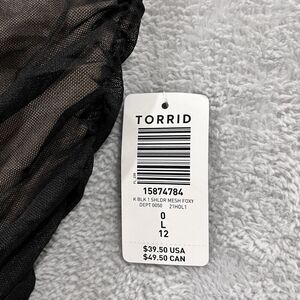 TORRID
15874784
K BLK 1 SHLDR MESH FOXY
DEPT 0050 21HOL1
0
L
12
$39.50 USA
$49.50 CAN